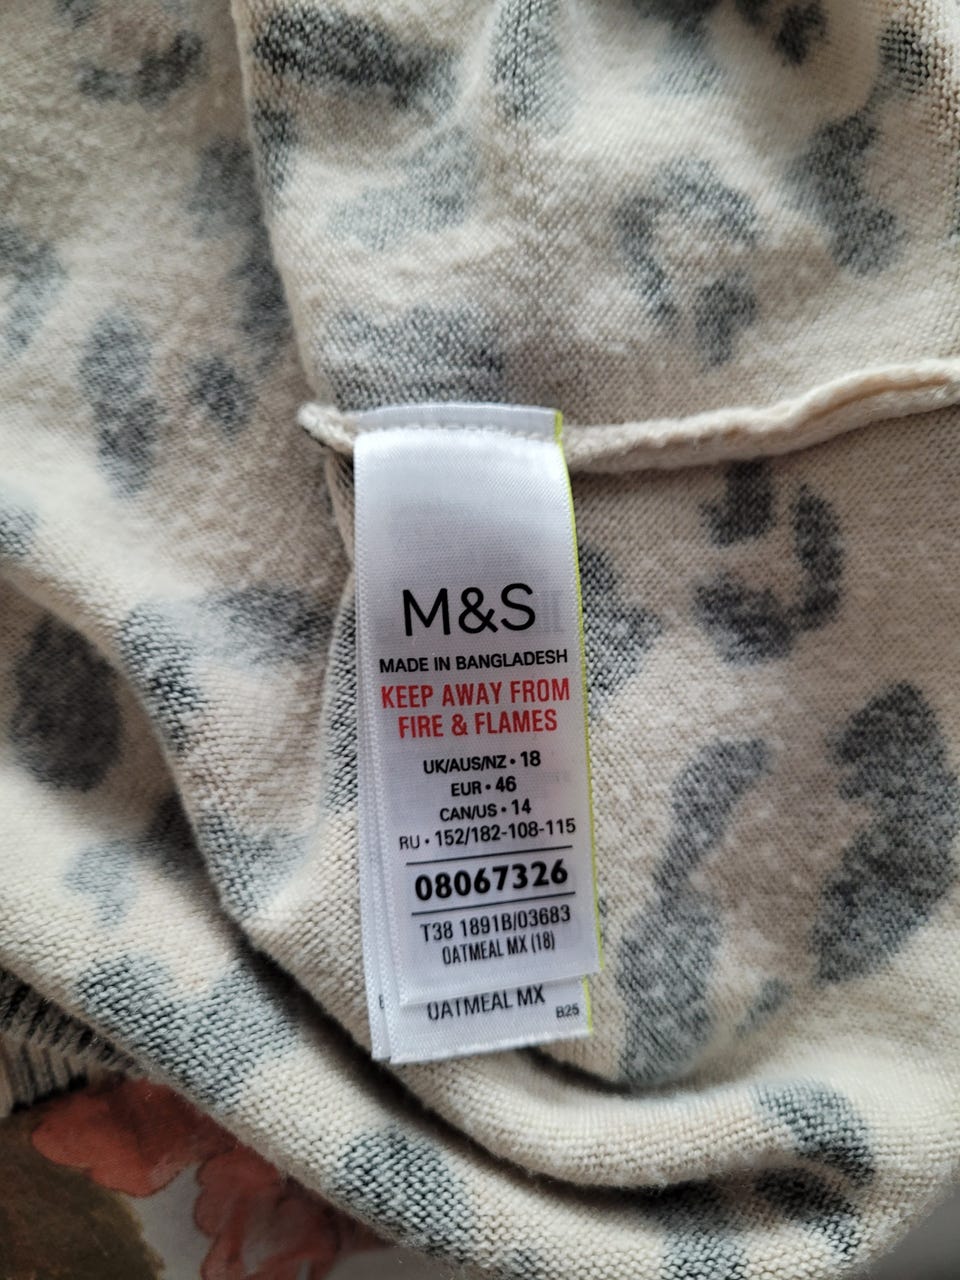 M&S
MADE IN BANGLADESH
KEEP AWAY FROM
FIRE & FLAMES
UK/AUS/NZ • 18
EUR • 46
CAN/US • 14
RU • 152/182-108-115
08067326
T38 1891B/03683
OATMEAL MX (18)
OATMEAL MX
B25